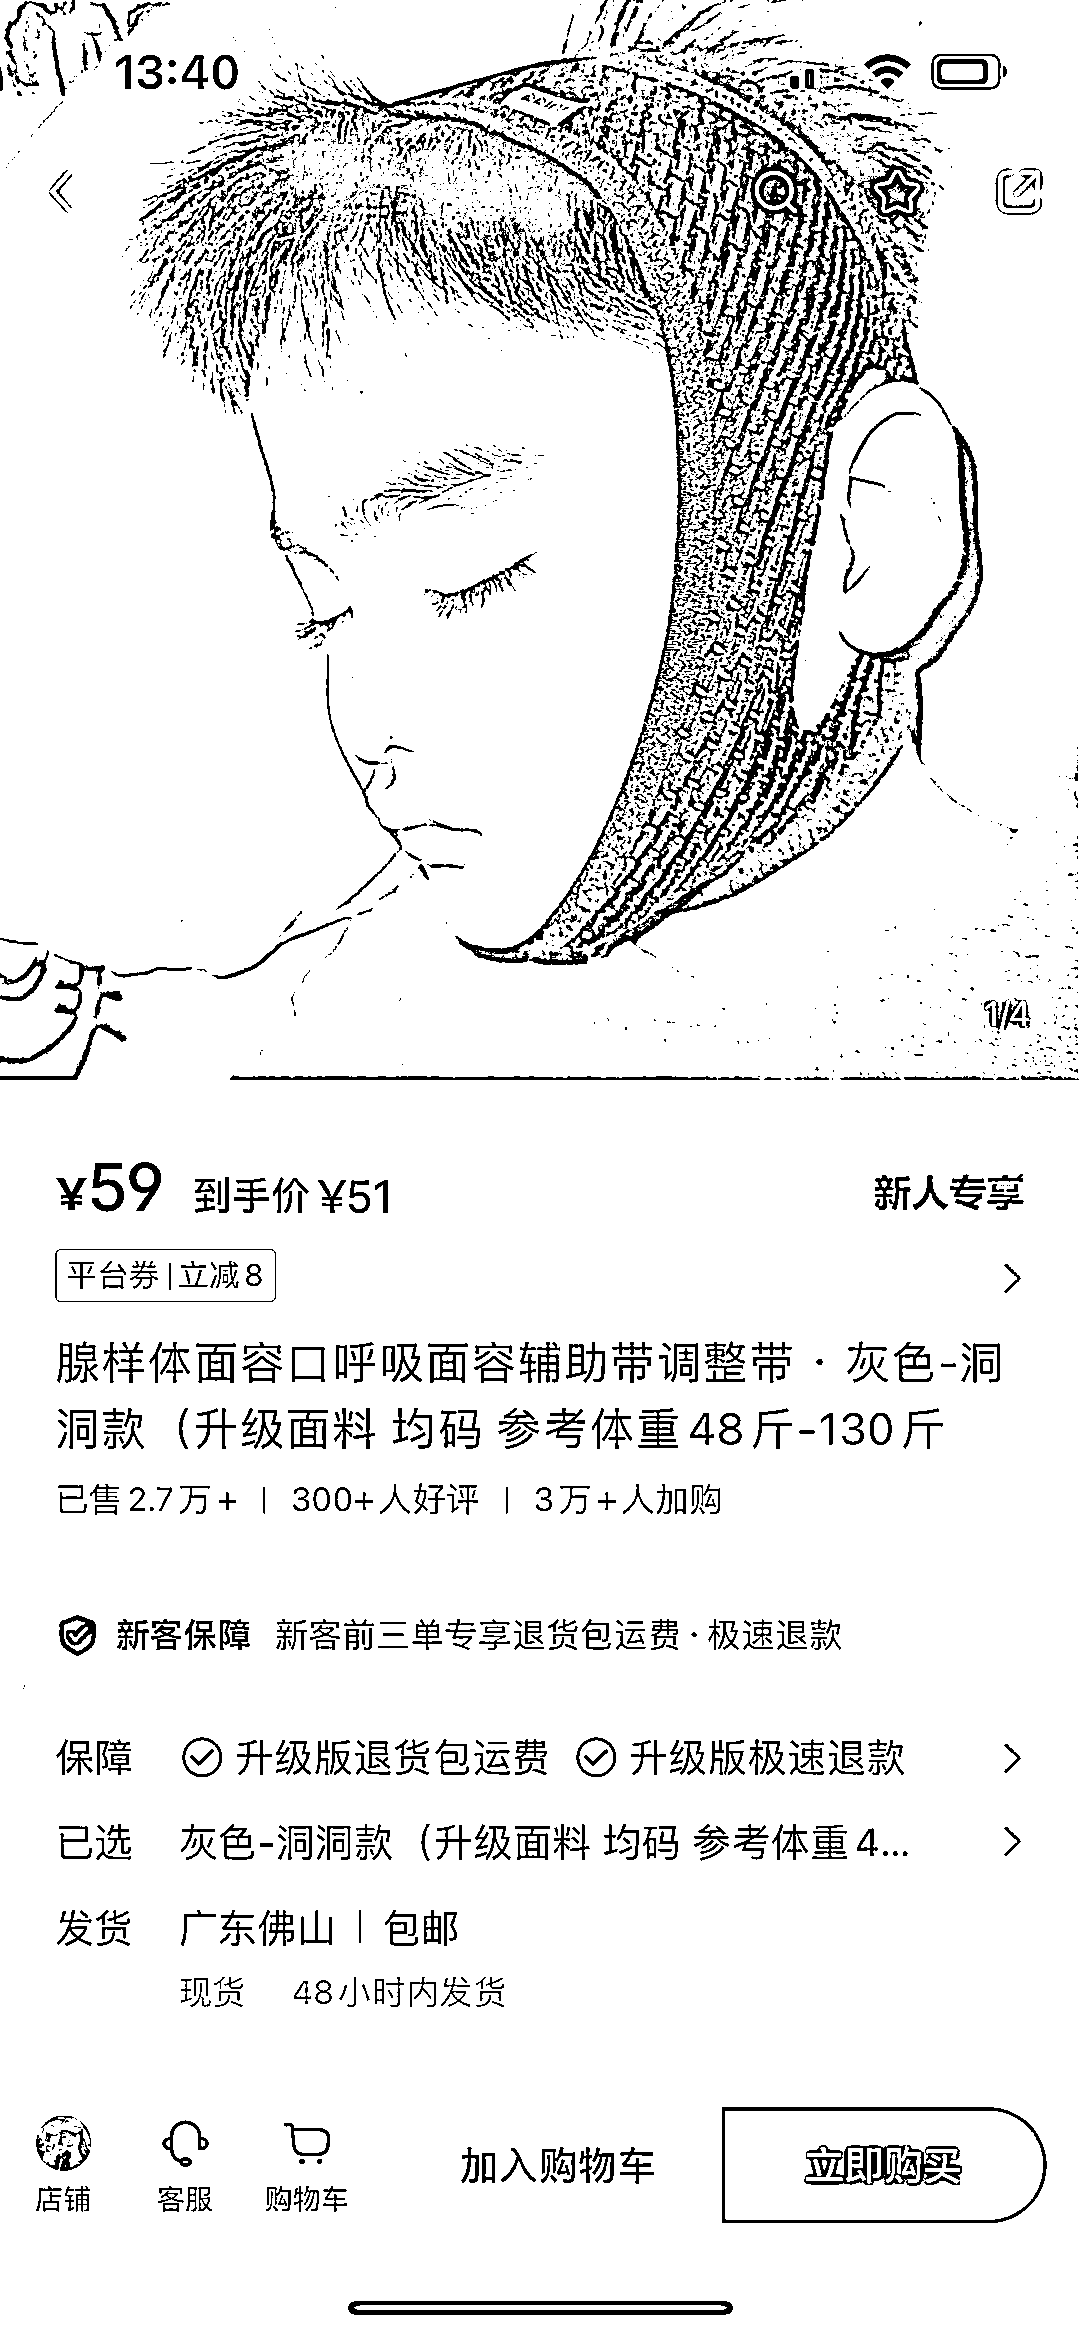 13:40
1/4
¥59 到手价 ¥51 新人专享
平台券 | 立减8
腺样体面容口呼吸面容辅助带调整带 · 灰色-洞
洞款（升级面料 均码 参考体重48斤-130斤
已售2.7万+ | 300+人好评 | 3万+人加购
新客保障 新客前三单专享退货包运费 · 极速退款
保障 升级版退货包运费 升级版极速退款
已选 灰色-洞洞款（升级面料 均码 参考体重4...
发货 广东佛山 | 包邮
现货 48小时内发货
店铺 客服 购物车 加入购物车 立即购买